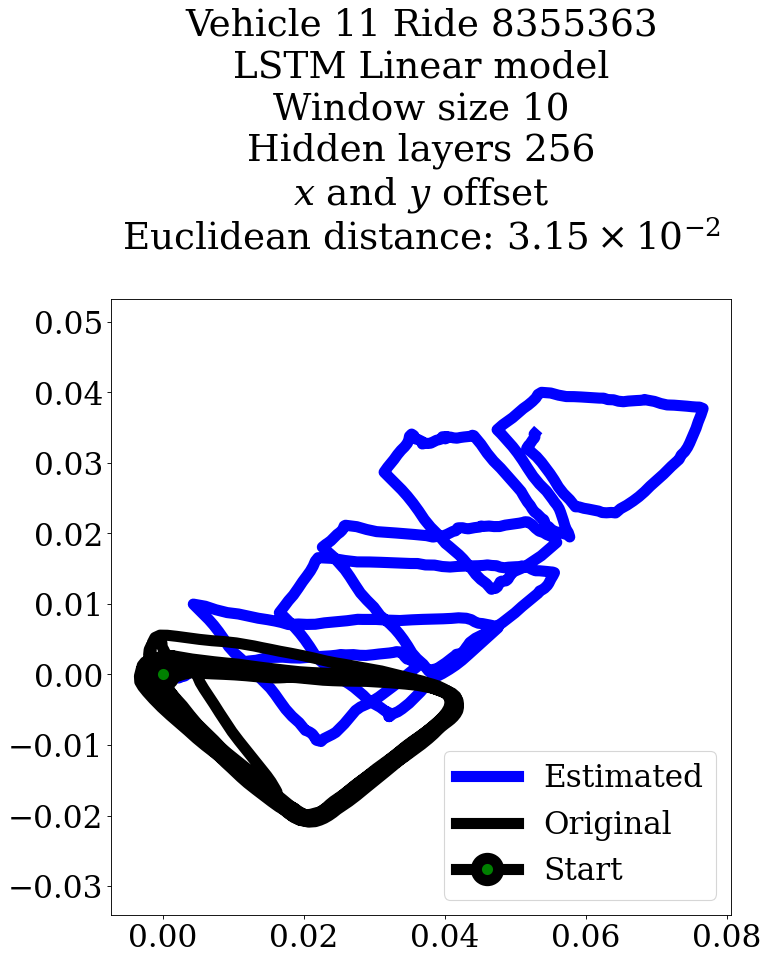 Vehicle 11 Ride 8355363
LSTM Linear model
Window size 10
Hidden layers 256
x and y offset
Euclidean distance: 3.15 × 10⁻²
0.05
0.04
0.03
0.02
0.01
0.00
−0.01
−0.02
−0.03
Estimated
Original
Start
0.00 0.02 0.04 0.06 0.08